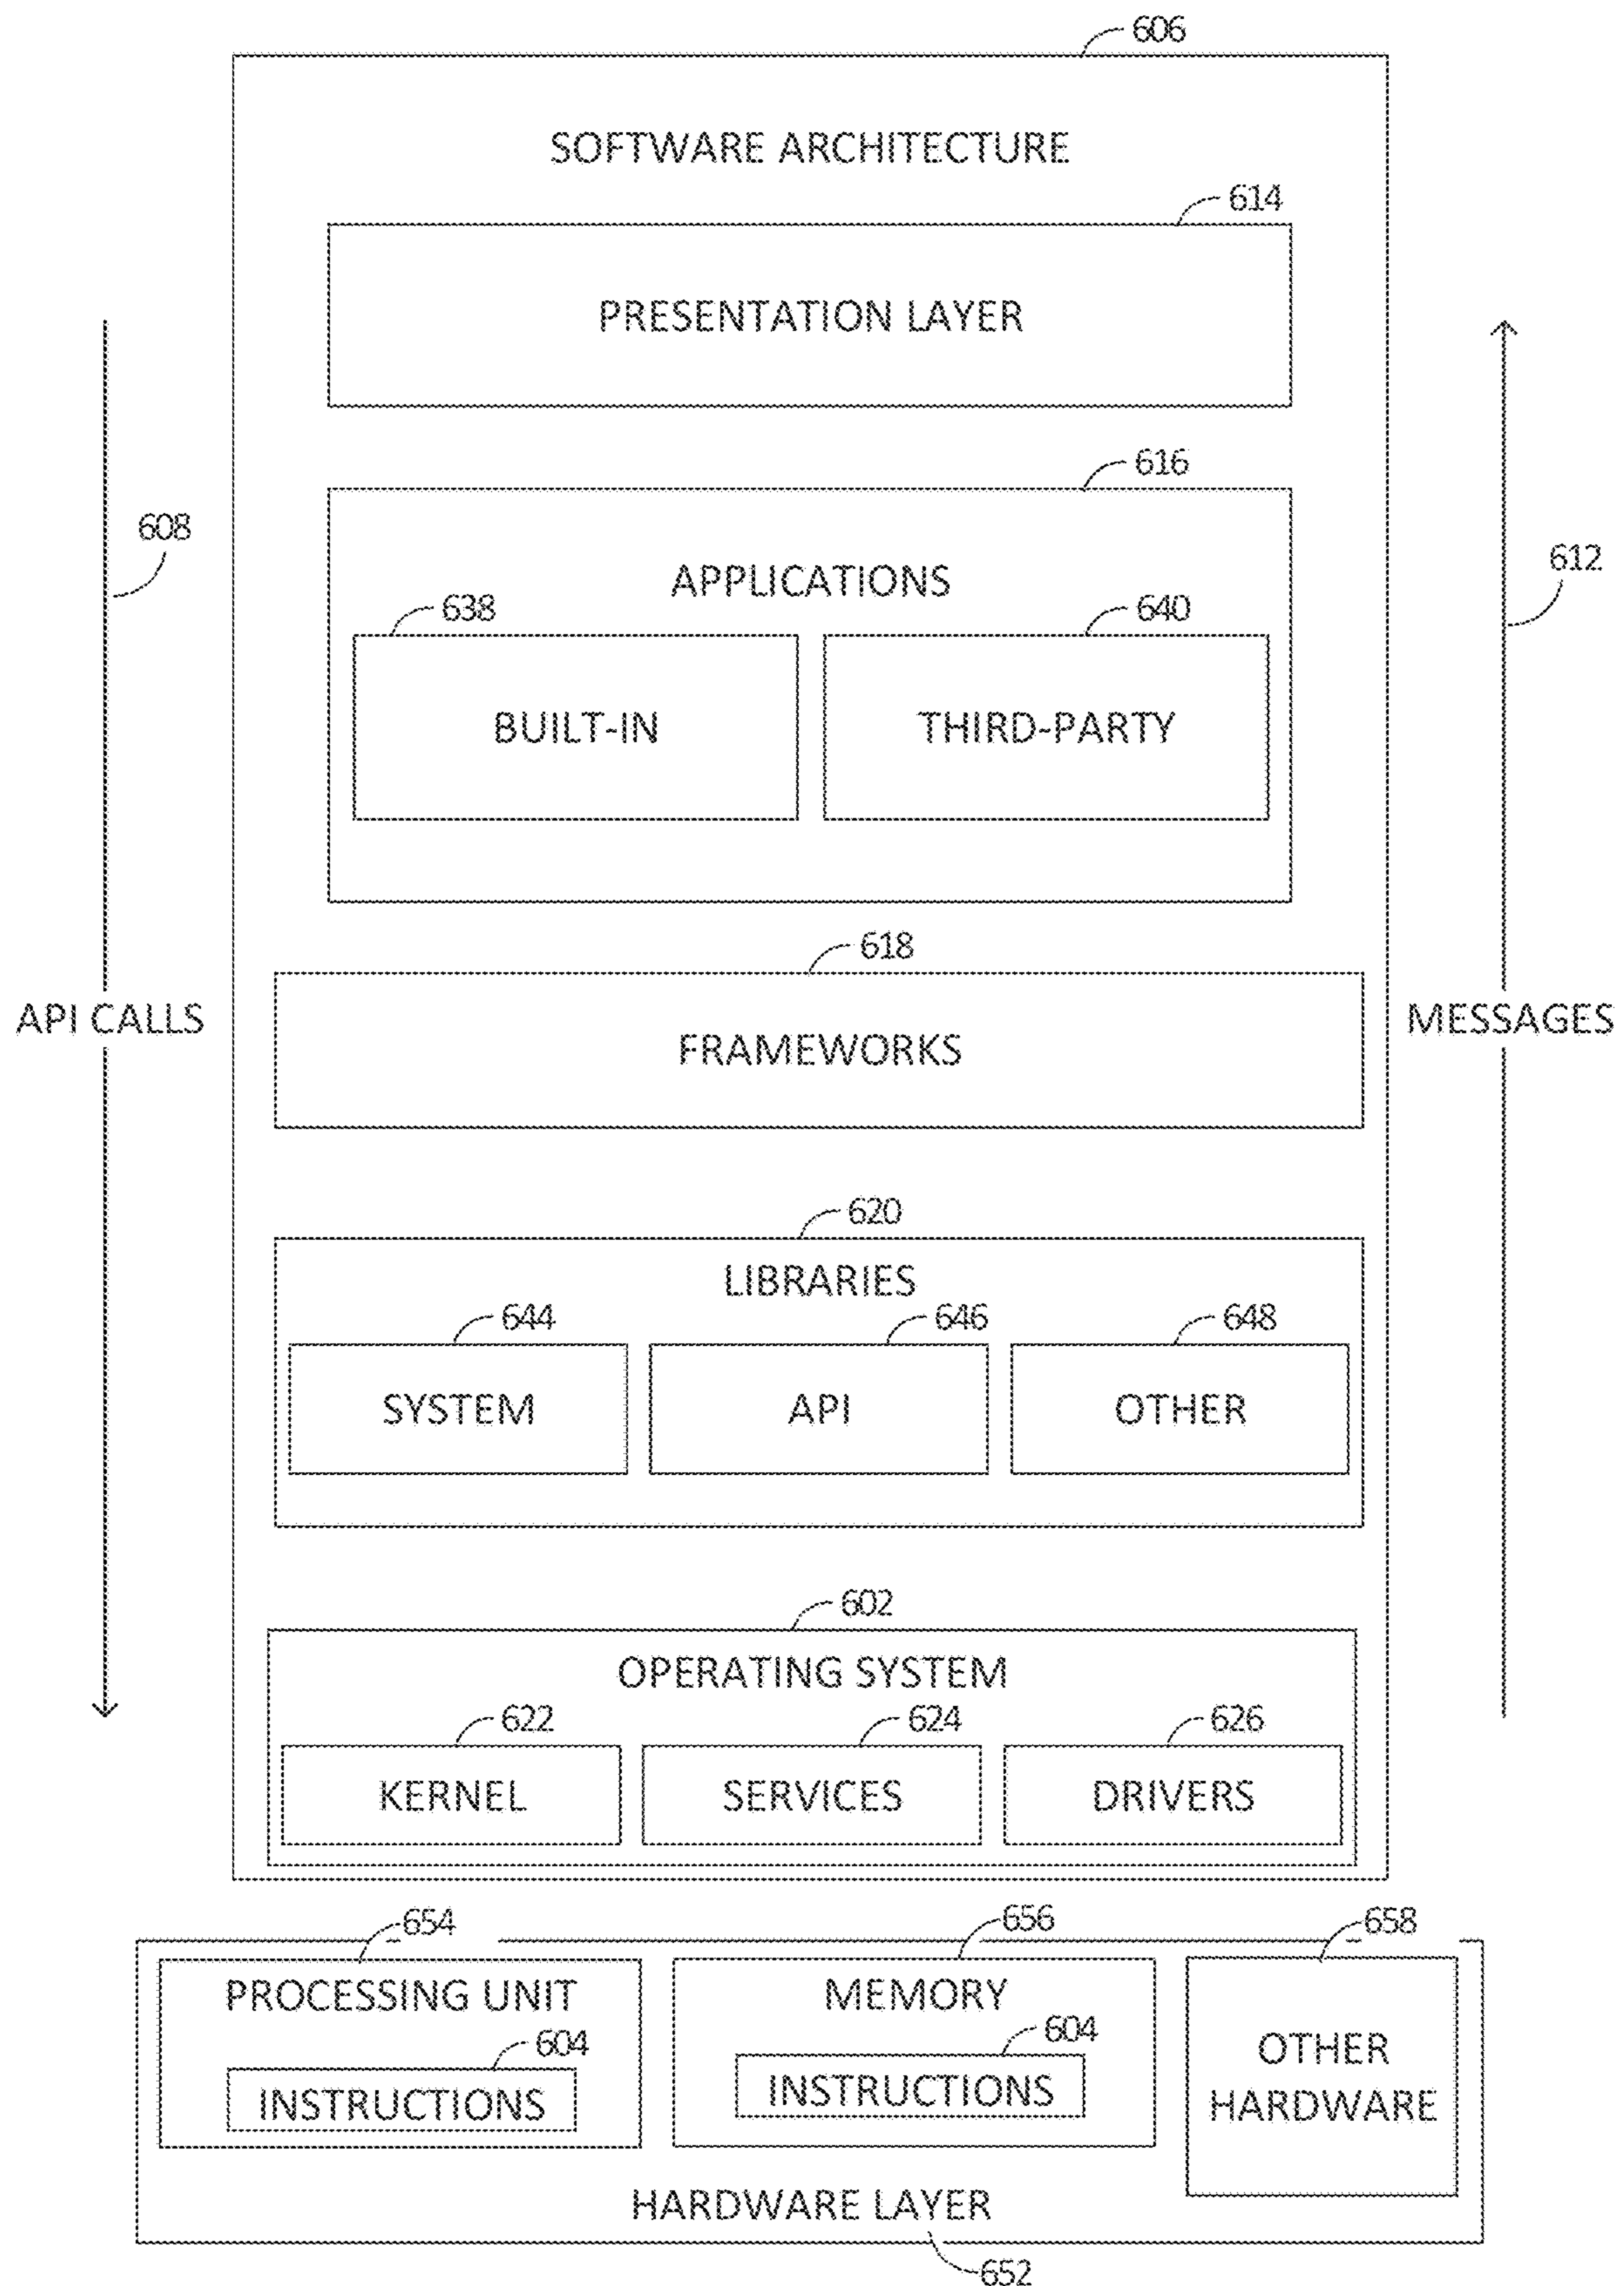 606
SOFTWARE ARCHITECTURE
614
PRESENTATION LAYER
616
608
612
APPLICATIONS
638
640
BUILT-IN
THIRD-PARTY
618
API CALLS
MESSAGES
FRAMEWORKS
620
LIBRARIES
644
646
648
SYSTEM
API
OTHER
602
OPERATING SYSTEM
622
624
626
KERNEL
SERVICES
DRIVERS
654
656
658
PROCESSING UNIT
MEMORY
604
604
OTHER
HARDWARE
INSTRUCTIONS
INSTRUCTIONS
HARDWARE LAYER
652